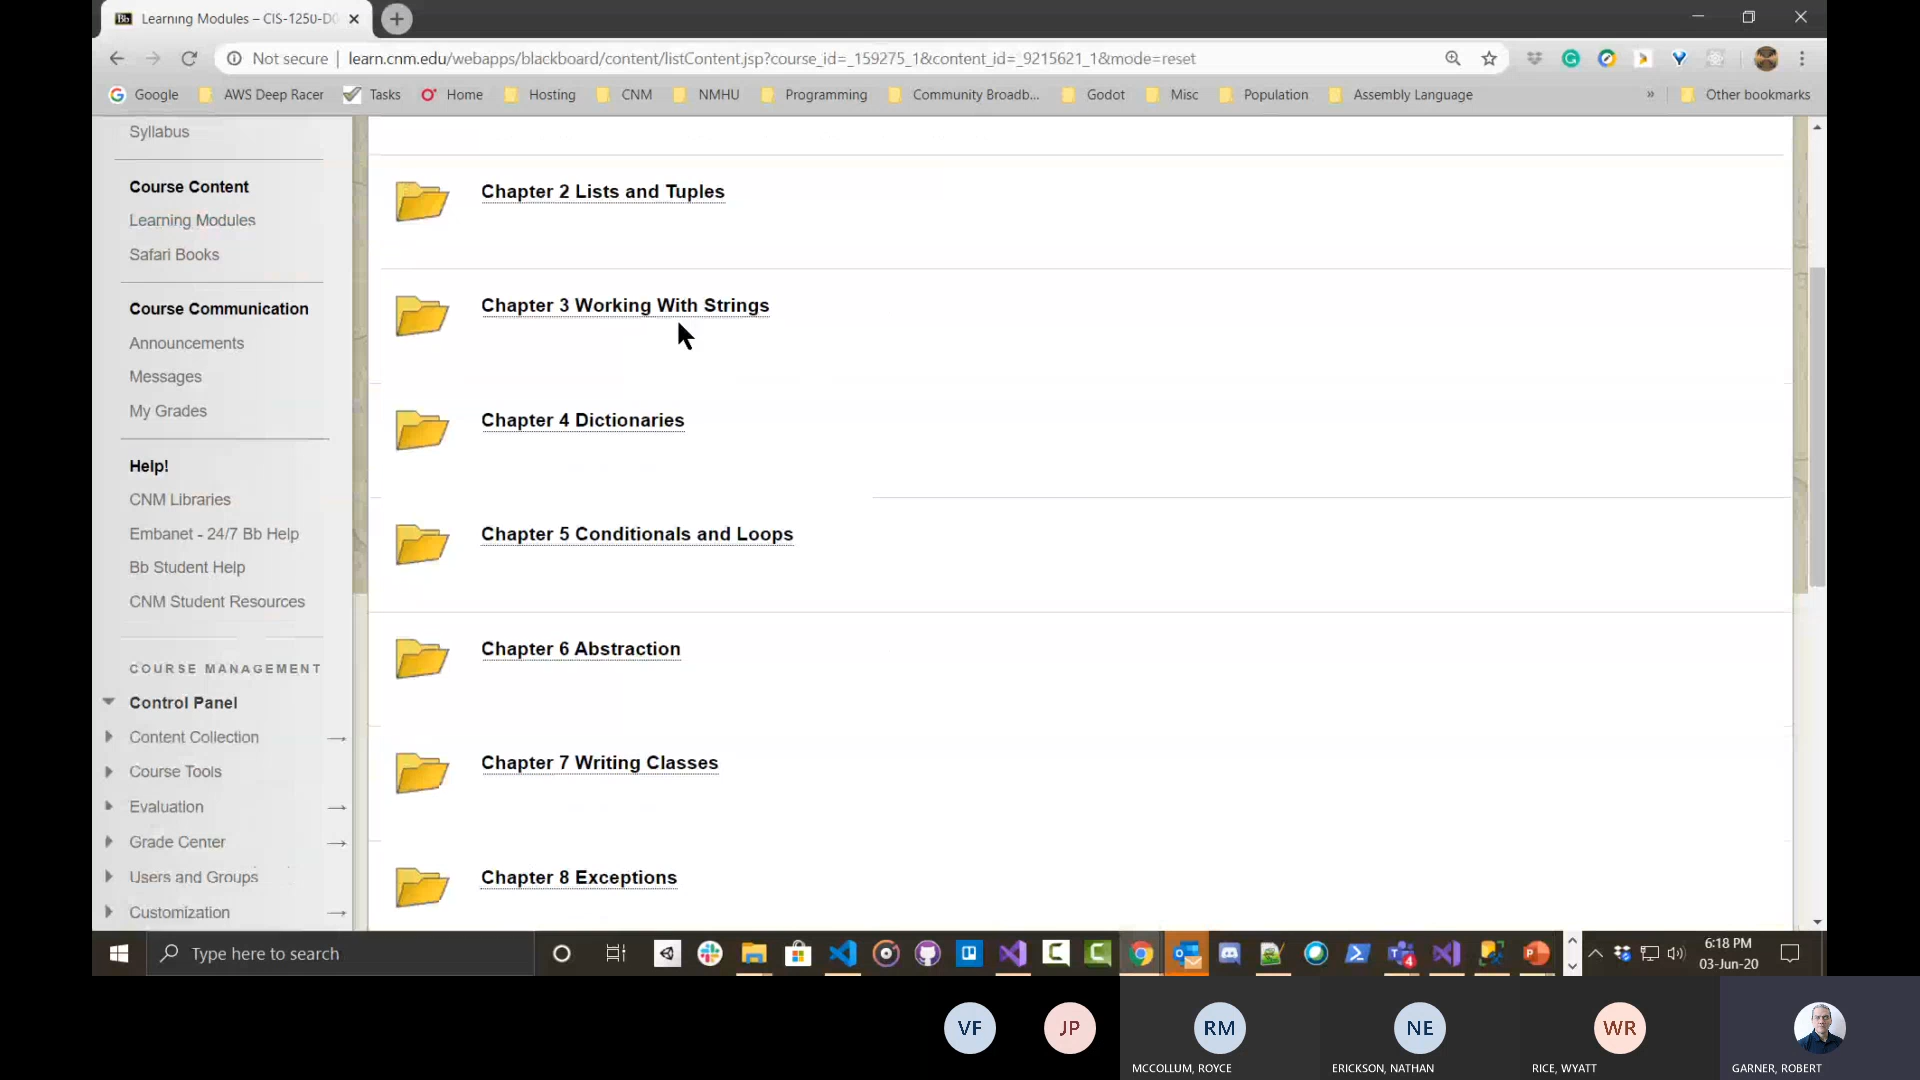 Learning Modules – CIS-1250-D0
Not secure | learn.cnm.edu/webapps/blackboard/content/listContent.jsp?course_id=_159275_1&content_id=_9215621_1&mode=reset
Google AWS Deep Racer Tasks Home Hosting CNM NMHU Programming Community Broadb... Godot Misc Population Assembly Language » Other bookmarks
Syllabus
Course Content
Learning Modules
Safari Books
Course Communication
Announcements
Messages
My Grades
Help!
CNM Libraries
Embanet - 24/7 Bb Help
Bb Student Help
CNM Student Resources
COURSE MANAGEMENT
Control Panel
Content Collection
Course Tools
Evaluation
Grade Center
Users and Groups
Customization
Chapter 2 Lists and Tuples
Chapter 3 Working With Strings
Chapter 4 Dictionaries
Chapter 5 Conditionals and Loops
Chapter 6 Abstraction
Chapter 7 Writing Classes
Chapter 8 Exceptions
Type here to search
6:18 PM
03-Jun-20
VF
JP
RM
NE
WR
MCCOLLUM, ROYCE
ERICKSON, NATHAN
RICE, WYATT
GARNER, ROBERT